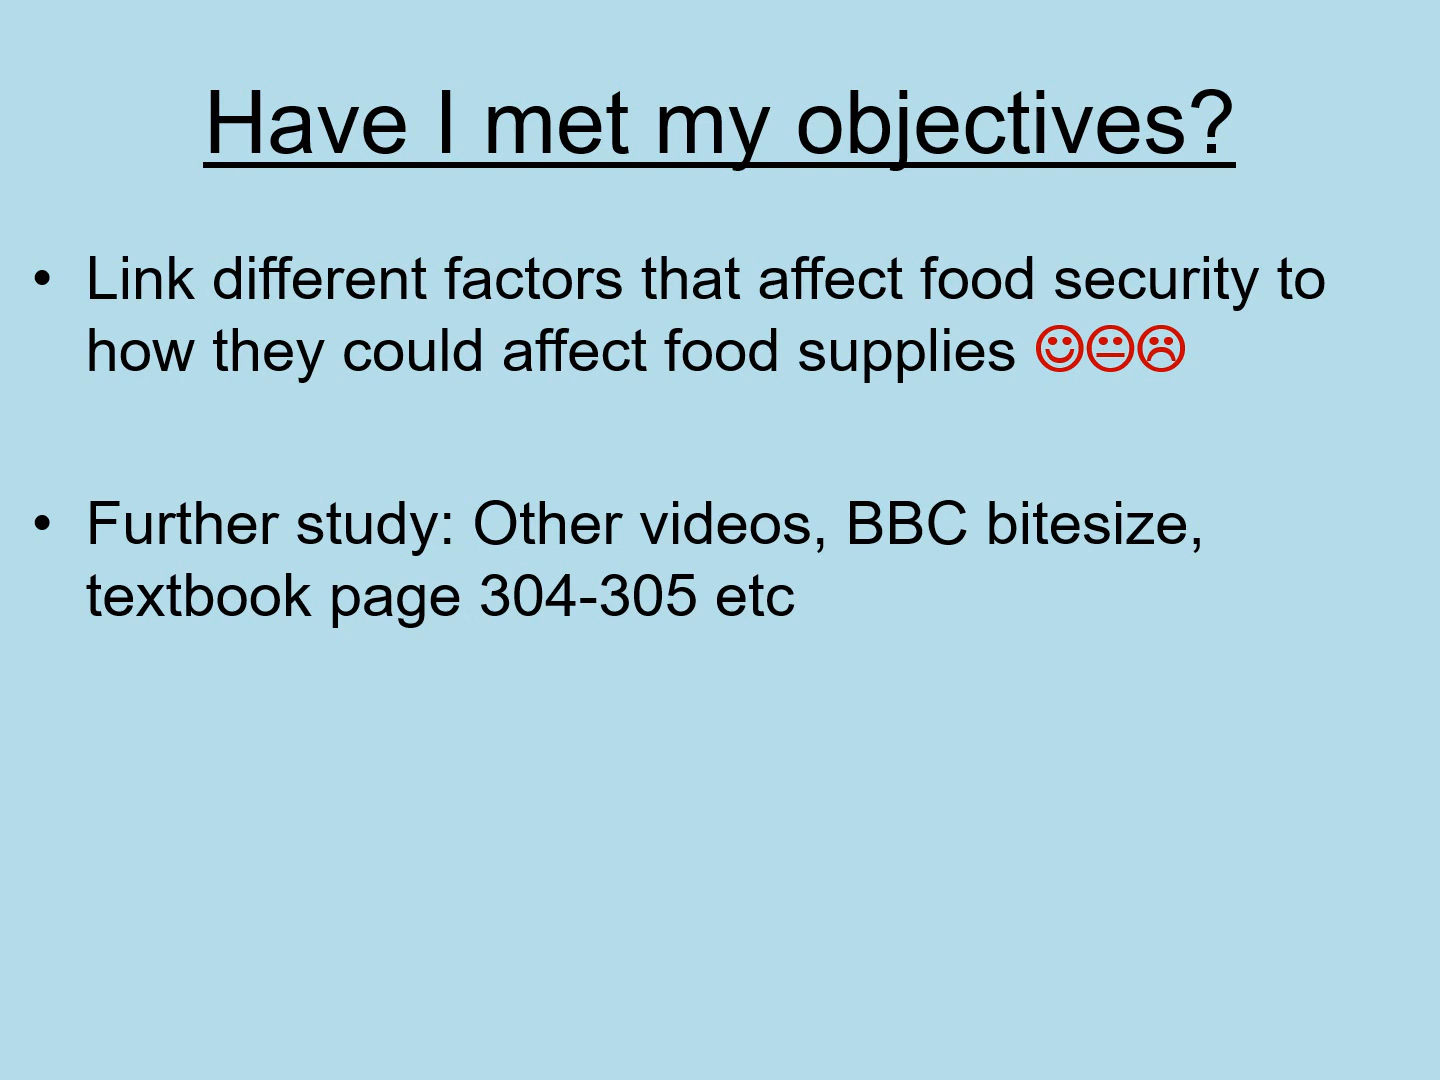 Have I met my objectives?
• Link different factors that affect food security to
how they could affect food supplies ☺😐☹
• Further study: Other videos, BBC bitesize,
textbook page 304-305 etc